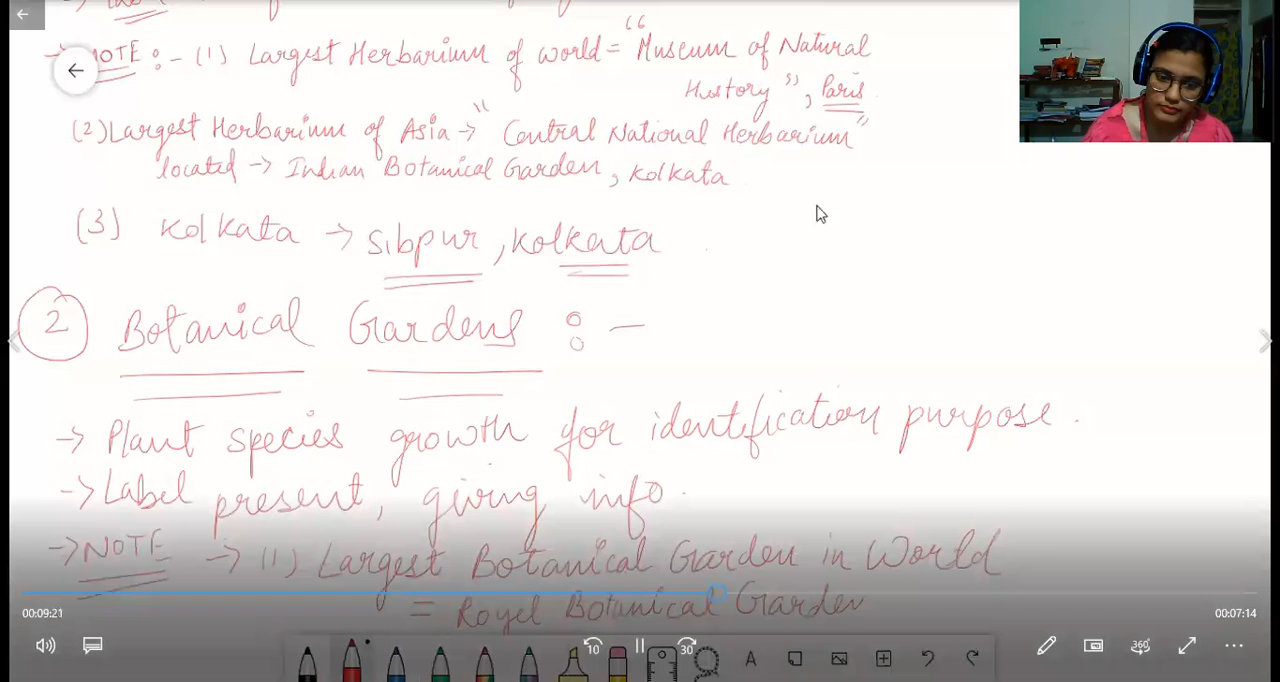 → NOTE :- (1) Largest Herbarium of world = "Museum of Natural
History", Paris
(2) Largest Herbarium of Asia → "Central National Herbarium"
located → Indian Botanical Garden, Kolkata
(3) Kolkata → Sibpur, Kolkata
2 Botanical Gardens :-
→ Plant species growth for identification purpose.
→ Label present, giving info.
→ NOTE → (1) Largest Botanical Garden in World
= Royel Botanical Garden
00:09:21
00:07:14
10
30
360
A